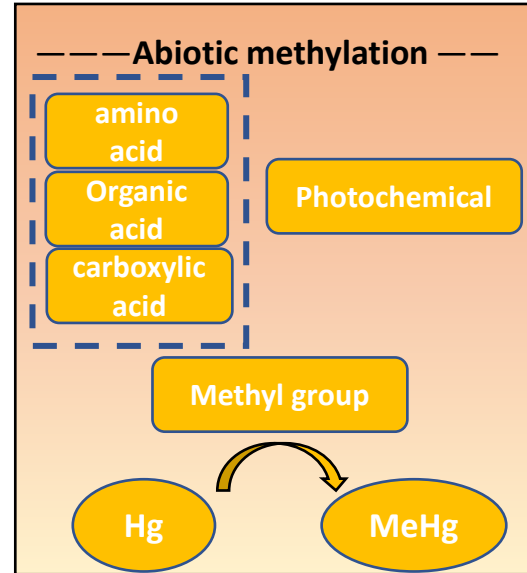 ———Abiotic methylation ——
amino
acid
Organic
acid
carboxylic
acid
Photochemical
Methyl group
Hg
MeHg